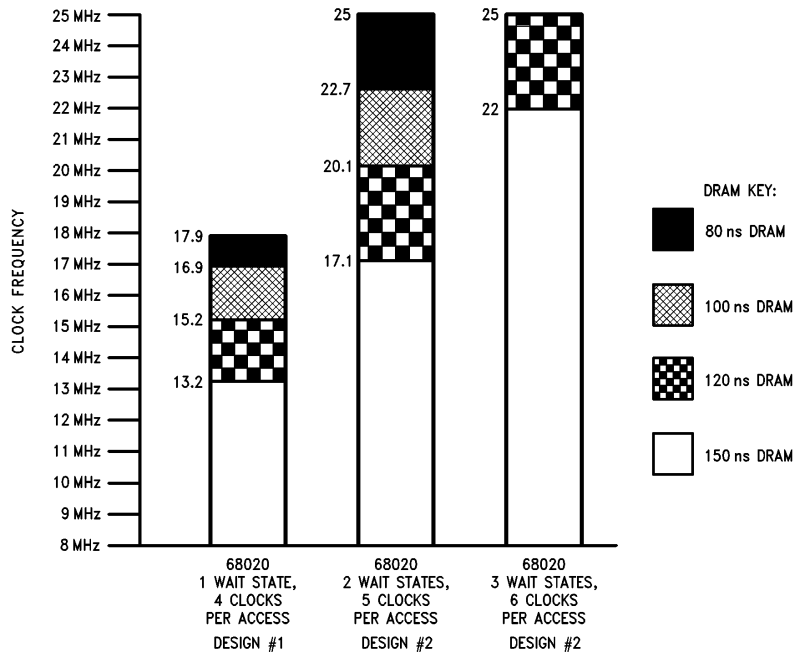 25 MHz
24 MHz
23 MHz
22 MHz
21 MHz
20 MHz
19 MHz
18 MHz
17 MHz
16 MHz
15 MHz
14 MHz
13 MHz
12 MHz
11 MHz
10 MHz
9 MHz
8 MHz
CLOCK FREQUENCY
17.9
16.9
15.2
13.2
25
22.7
20.1
17.1
25
22
68020
1 WAIT STATE,
4 CLOCKS
PER ACCESS
DESIGN #1
68020
2 WAIT STATES,
5 CLOCKS
PER ACCESS
DESIGN #2
68020
3 WAIT STATES,
6 CLOCKS
PER ACCESS
DESIGN #2
DRAM KEY:
80 ns DRAM
100 ns DRAM
120 ns DRAM
150 ns DRAM